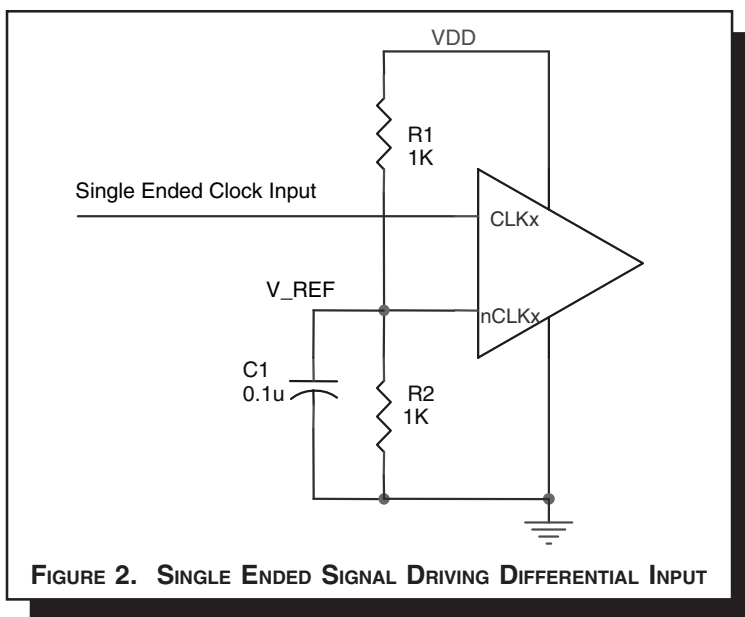 VDD
R1
1K
Single Ended Clock Input
CLKx
V_REF
nCLKx
C1
0.1u
R2
1K
FIGURE 2. SINGLE ENDED SIGNAL DRIVING DIFFERENTIAL INPUT